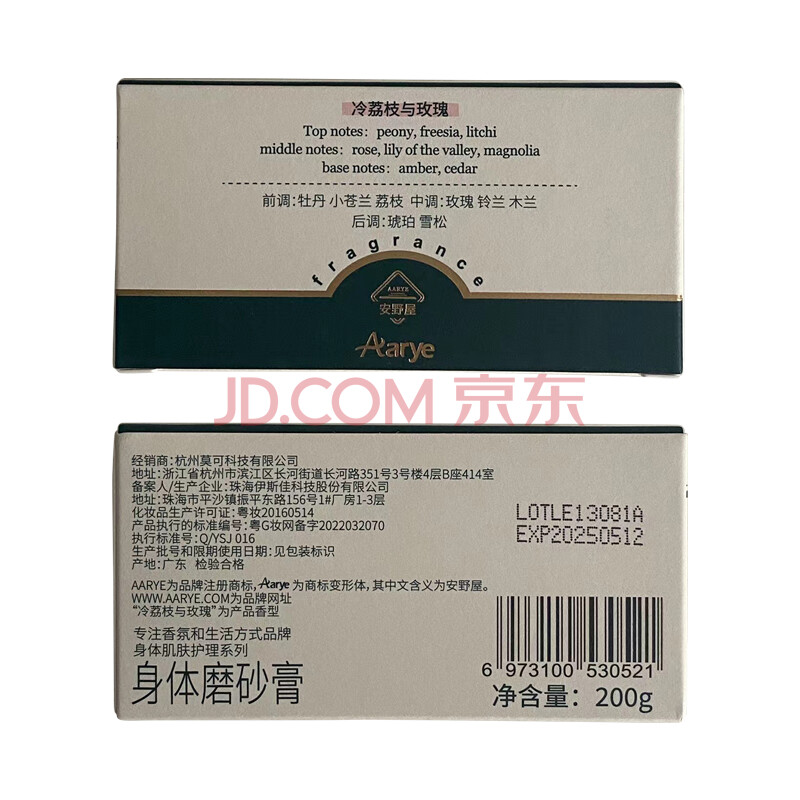 冷荔枝与玫瑰
Top notes: peony, freesia, litchi
middle notes: rose, lily of the valley, magnolia
base notes: amber, cedar
前调:牡丹 小苍兰 荔枝 中调:玫瑰 铃兰 木兰
后调:琥珀 雪松
fragrance
AARYE
安野屋
Aarye
JD.COM 京东
经销商:杭州莫可科技有限公司
地址:浙江省杭州市滨江区长河街道长河路351号3号楼4层B座414室
备案人/生产企业:珠海伊斯佳科技股份有限公司
地址:珠海市平沙镇振平东路156号1#厂房1-3层
化妆品生产许可证:粤妆20160514
产品执行的标准编号:粤G妆网备字2022032070
执行标准号:Q/YSJ 016
生产批号和限期使用日期:见包装标识
产地:广东 检验合格
LOTLE13081A
EXP20250512
AARYE为品牌注册商标,Aarye为商标变形体,其中文含义为安野屋。
WWW.AARYE.COM为品牌网址
“冷荔枝与玫瑰”为产品香型
专注香氛和生活方式品牌
身体肌肤护理系列
身体磨砂膏
6 973100 530521
净含量:200g